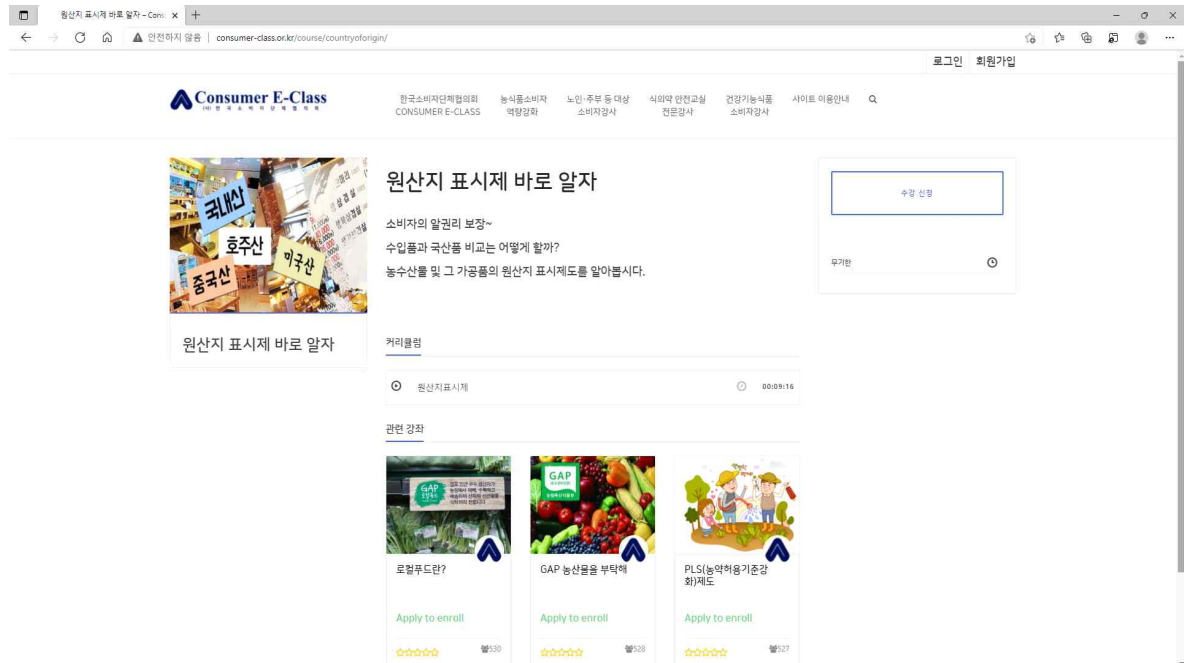 원산지 표시제 바로 알자 – Cons
안전하지 않음 | consumer-class.or.kr/course/countryoforigin/
로그인 회원가입
Consumer E-Class
(사)한국소비자단체협의회
한국소비자단체협의회
CONSUMER E-CLASS
농식품소비자
역량강화
노인·주부 등 대상
소비자강사
식의약 안전교실
전문강사
건강기능식품
소비자강사
사이트 이용안내
국내산
호주산
미국산
중국산
원산지 표시제 바로 알자
원산지 표시제 바로 알자
소비자의 알권리 보장~
수입품과 국산품 비교는 어떻게 할까?
농수산물 및 그 가공품의 원산지 표시제도를 알아봅시다.
수강 신청
무기한
커리큘럼
원산지표시제 00:09:16
관련 강좌
GAP
GAP
로컬푸드란?
Apply to enroll
530
GAP 농산물을 부탁해
Apply to enroll
528
PLS(농약허용기준강
화)제도
Apply to enroll
527